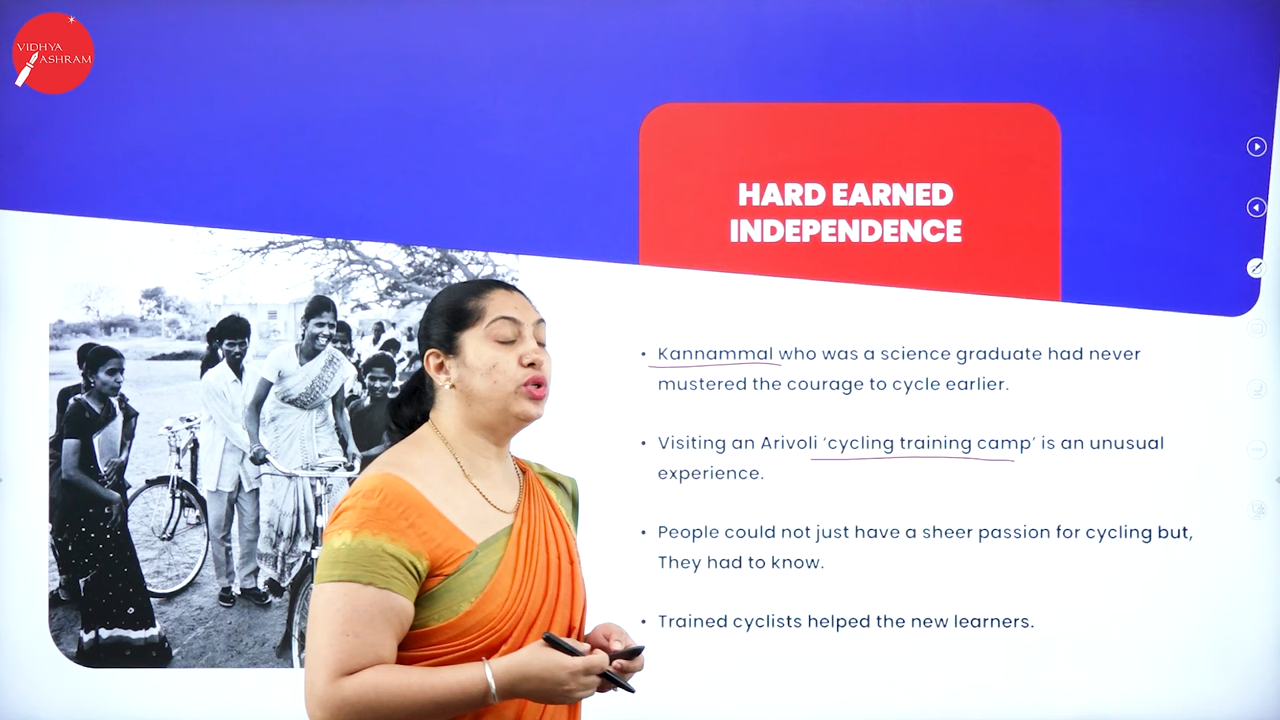 VIDHYA
ASHRAM
HARD EARNED
INDEPENDENCE
• Kannammal who was a science graduate had never
mustered the courage to cycle earlier.
• Visiting an Arivoli ‘cycling training camp’ is an unusual
experience.
• People could not just have a sheer passion for cycling but,
They had to know.
• Trained cyclists helped the new learners.